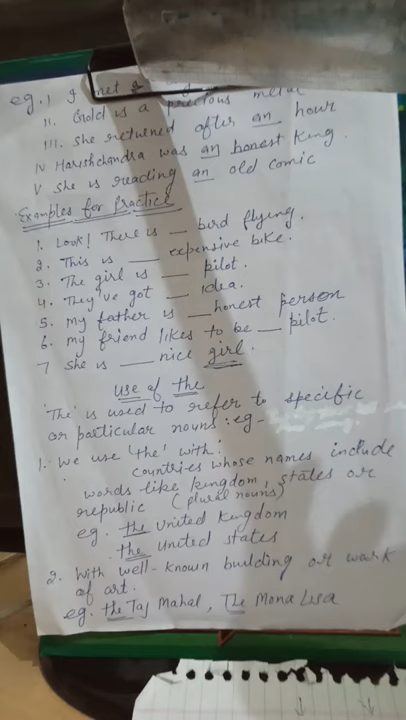 eg. I I met a
II. Gold is a precious metal
III. She returned after an hour
IV Harishchandra was an honest King.
V She is reading an old comic
Examples for Practice
1. Look! There is __ bird flying.
2. This is ___ expensive bike.
3. The girl is ___ pilot.
4. They've got ___ idea.
5. My father is ___ honest person
6. My friend likes to be ___ pilot.
7 She is ___ nice girl.
use of the
'The' is used to refer to specific
or particular nouns : eg-
1. We use 'the' with:
countries whose names include
words like kingdom, states or
republic (plural nouns)
eg. the United Kingdom
the United states
2. With well-known building or work
of art.
eg. the Taj Mahal, The Mona Lisa